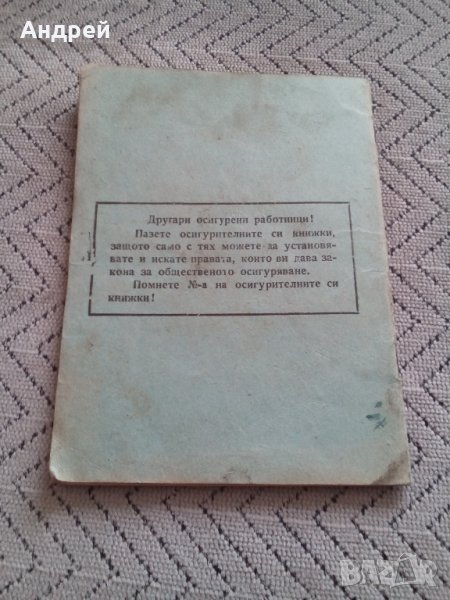 Андрей
Другари осигурени работници!
Пазете осигурителните си книжки,
защото само с тях можете да установя-
вате и искате правата, които ви дава за-
кона за общественото осигуряване.
Помнете №-а на осигурителните си
книжки!
Bazar